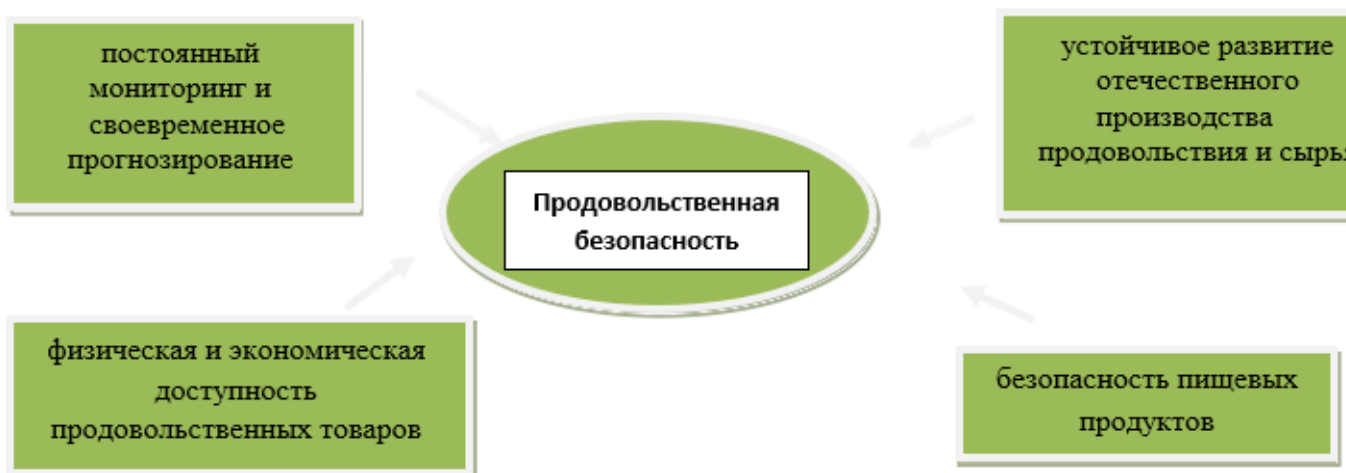 постоянный
мониторинг и
своевременное
прогнозирование
устойчивое развитие
отечественного
производства
продовольствия и сырья
Продовольственная
безопасность
физическая и экономическая
доступность
продовольственных товаров
безопасность пищевых
продуктов